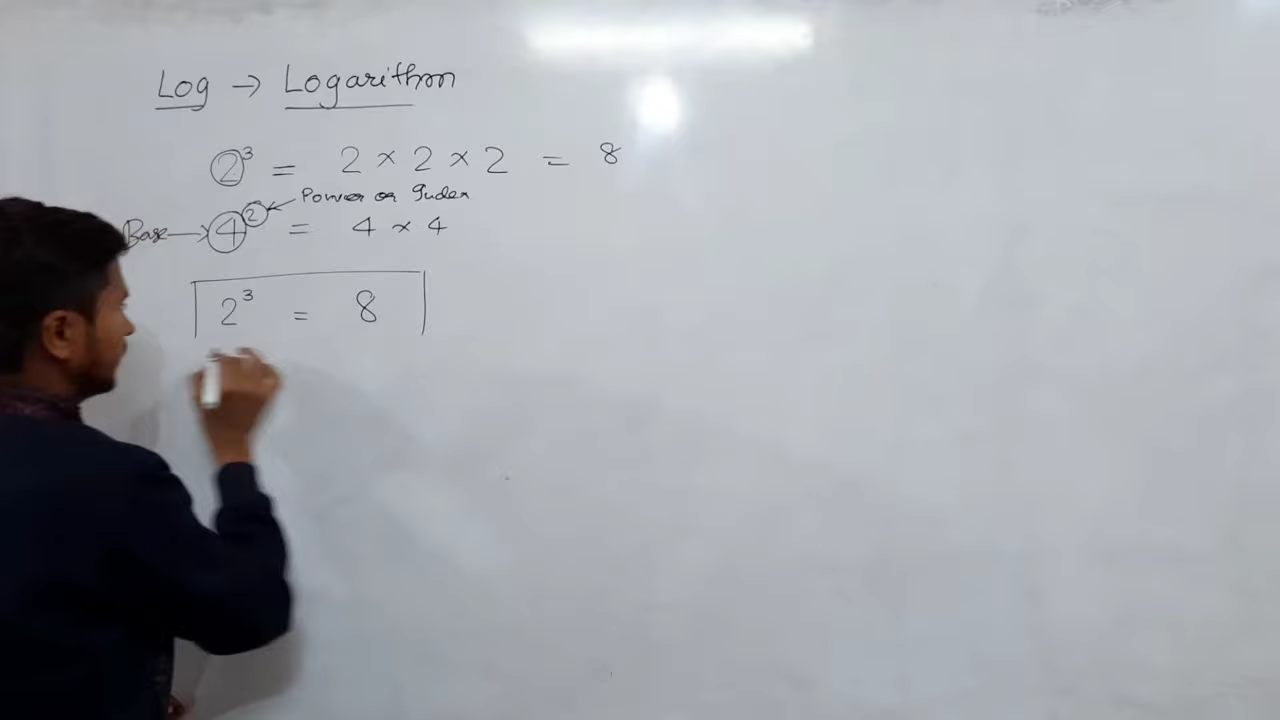 Log → Logarithm
2³ = 2 × 2 × 2 = 8
Power or Index
Base → 4² = 4 × 4
2³ = 8